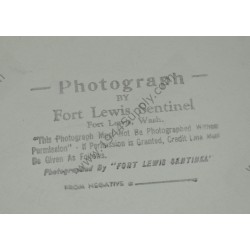 Photograph
BY
Fort Lewis Sentinel
Fort Lewis, Wash.
"This Photograph May Not Be Photographed Without
Permission" - If Permission is Granted, Credit Line Must
Be Given As Follows.
Photographed By "FORT LEWIS SENTINEL"
FROM NEGATIVE #